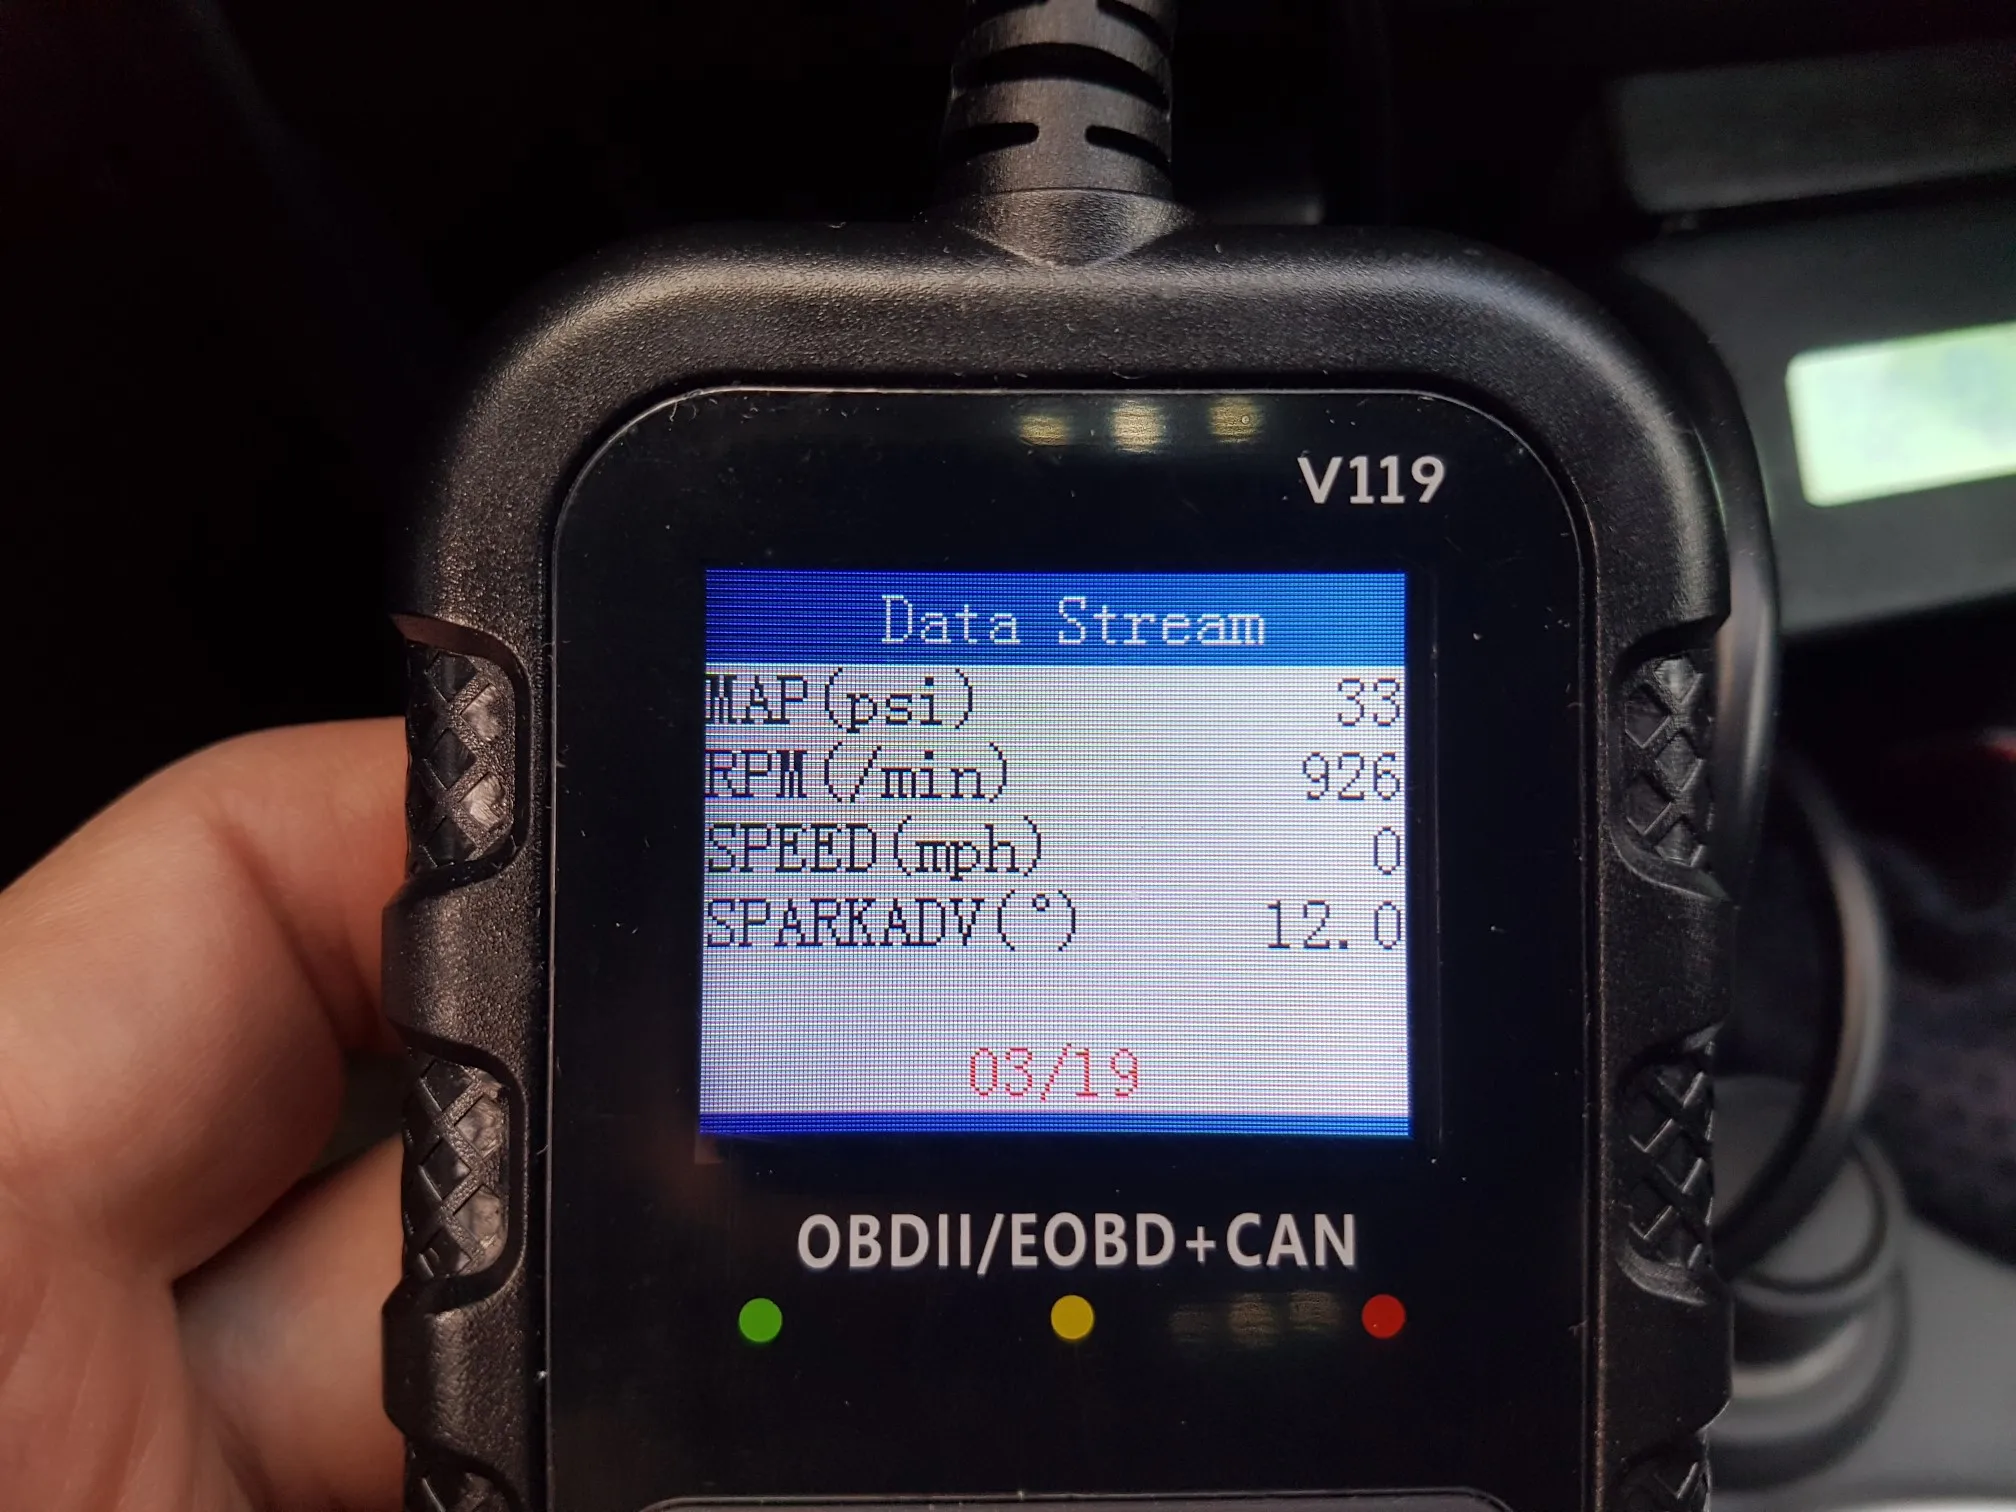 V119
Data Stream
MAP(psi) 33
RPM(/min) 926
SPEED(mph) 0
SPARKADV(°) 12.0
03/19
OBDII/EOBD+CAN